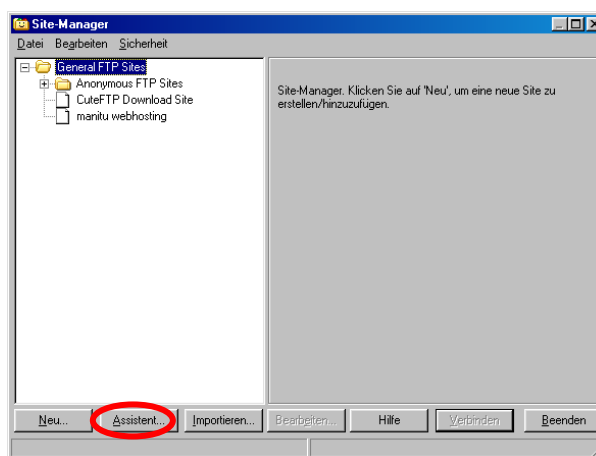 Site-Manager
Datei Bearbeiten Sicherheit
General FTP Sites
Anonymous FTP Sites
CuteFTP Download Site
manitu webhosting
Site-Manager. Klicken Sie auf 'Neu', um eine neue Site zu
erstellen/hinzuzufügen.
Neu... Assistent... Importieren... Bearbeiten... Hilfe Verbinden Beenden